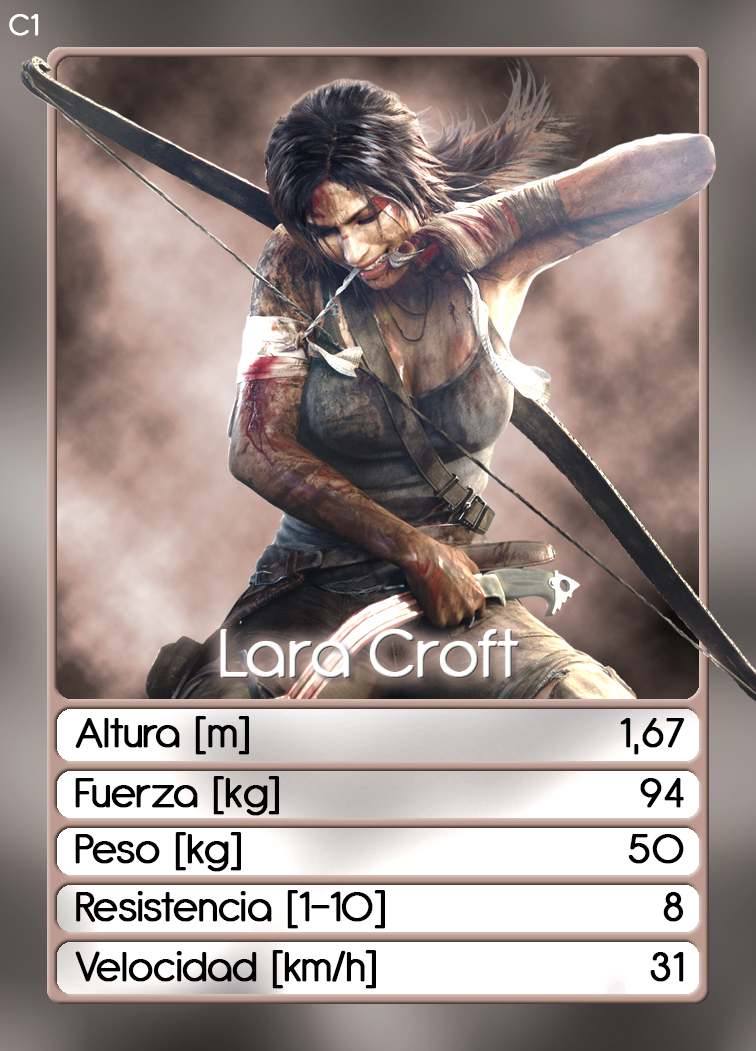 C1
Lara Croft
Altura [m] 1,67
Fuerza [kg] 94
Peso [kg] 50
Resistencia [1-10] 8
Velocidad [km/h] 31